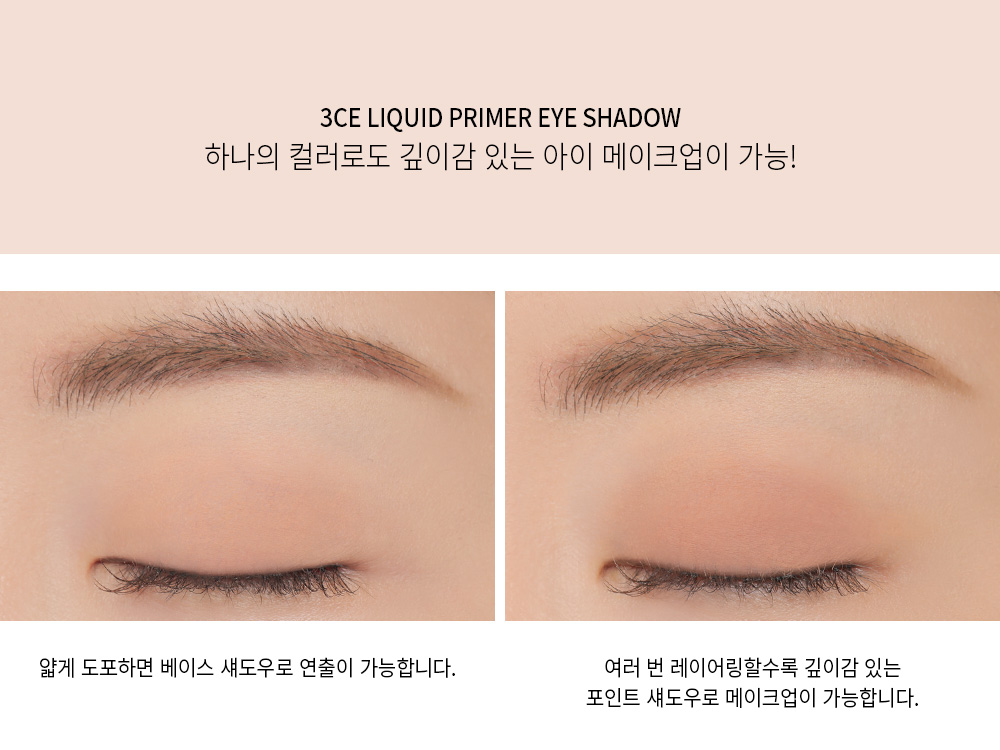 3CE LIQUID PRIMER EYE SHADOW
하나의 컬러로도 깊이감 있는 아이 메이크업이 가능!
얇게 도포하면 베이스 섀도우로 연출이 가능합니다.
여러 번 레이어링할수록 깊이감 있는
포인트 섀도우로 메이크업이 가능합니다.